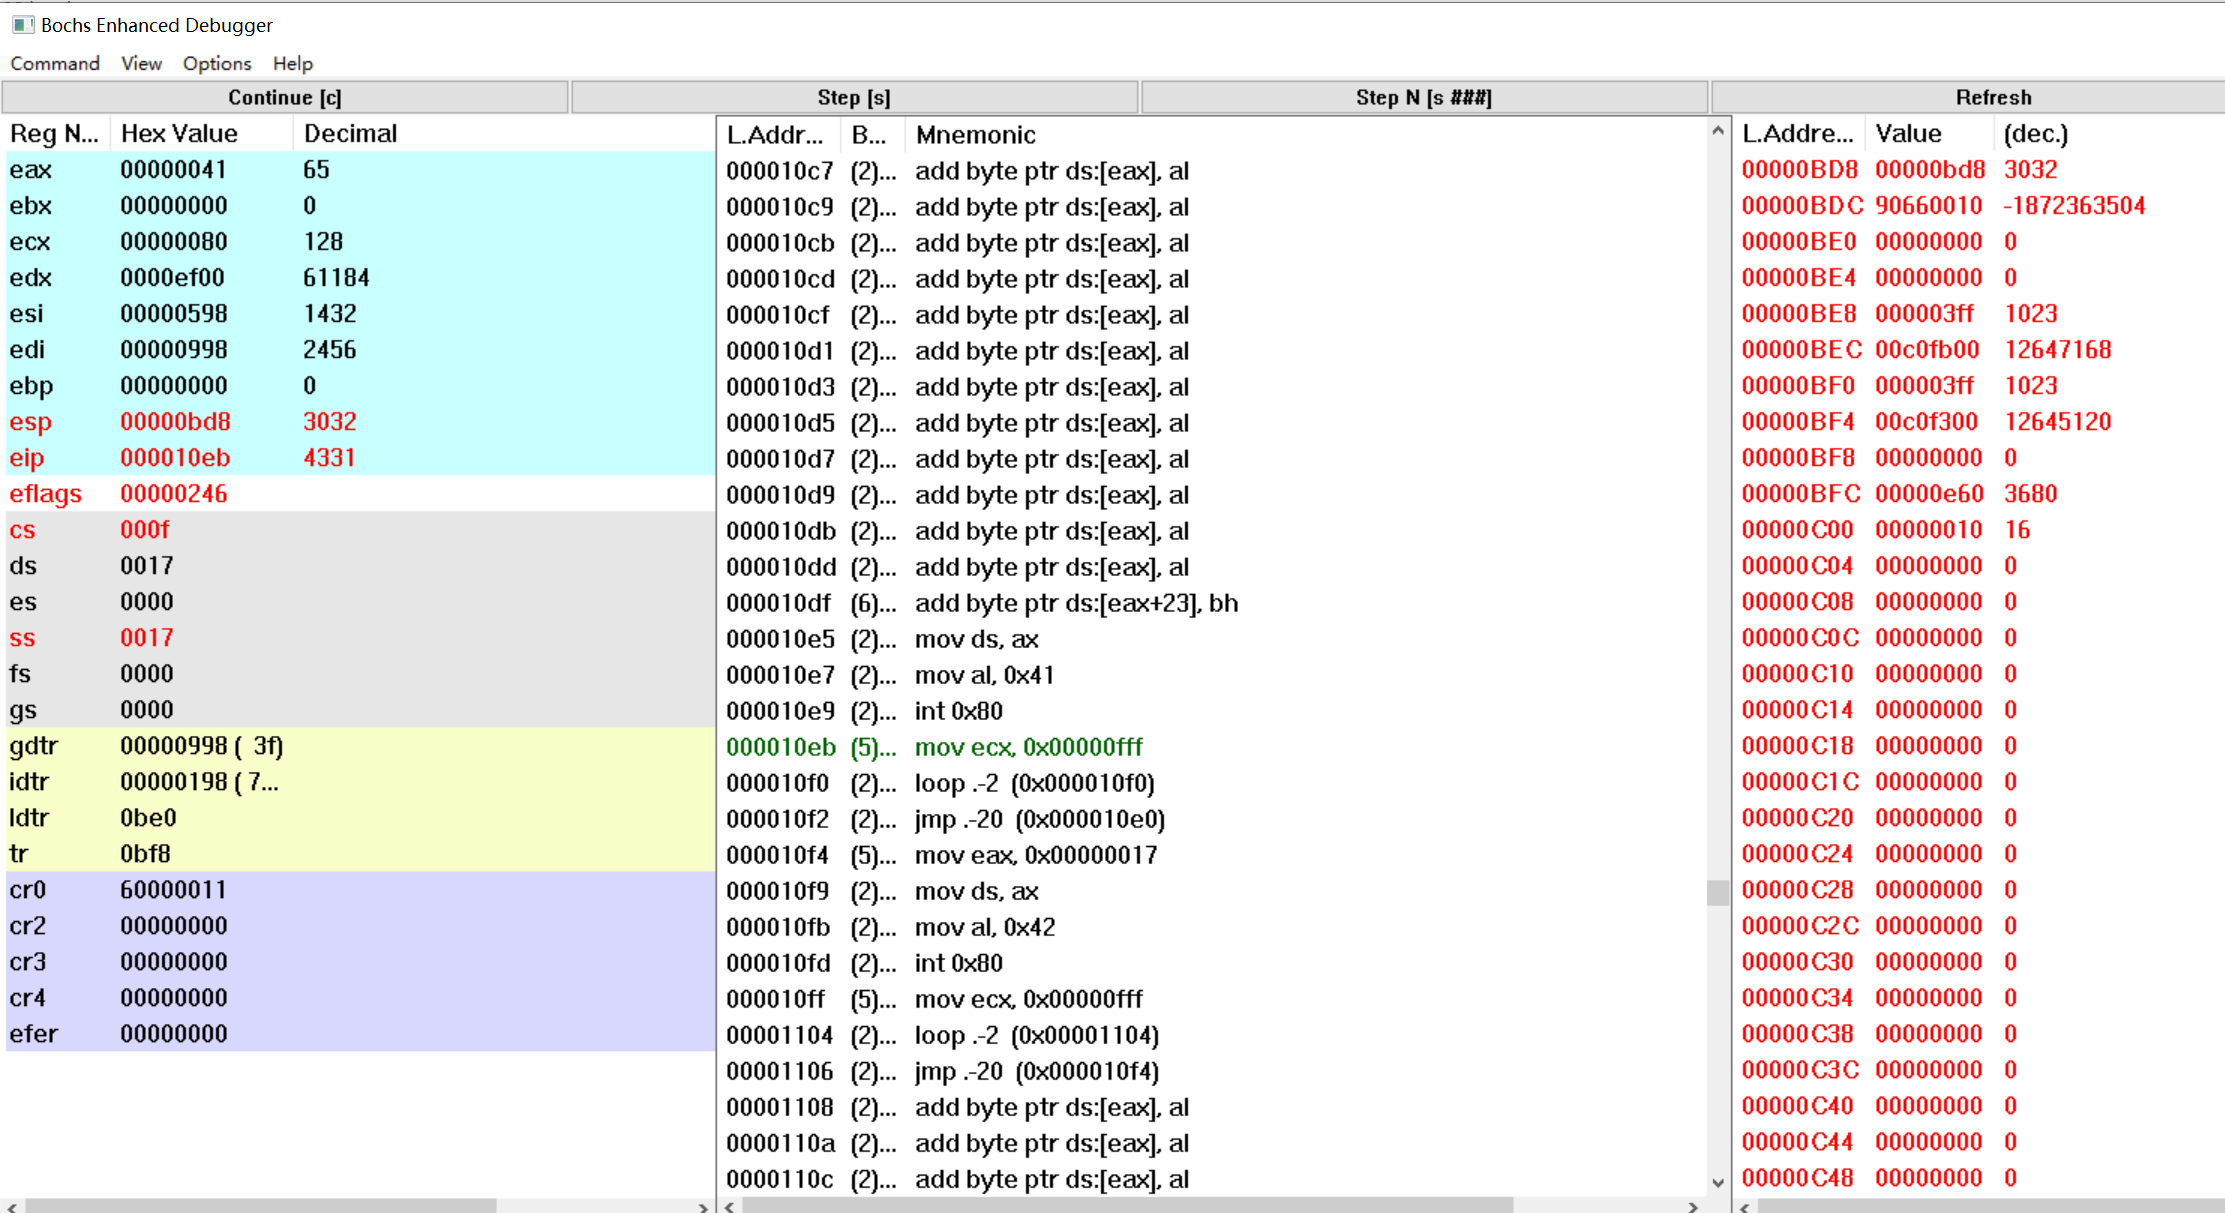 Bochs Enhanced Debugger
Command View Options Help
Continue [c] Step [s] Step N [s ###] Refresh
Reg N... Hex Value Decimal
eax 00000041 65
ebx 00000000 0
ecx 00000080 128
edx 0000ef00 61184
esi 00000598 1432
edi 00000998 2456
ebp 00000000 0
esp 00000bd8 3032
eip 000010eb 4331
eflags 00000246
cs 000f
ds 0017
es 0000
ss 0017
fs 0000
gs 0000
gdtr 00000998 ( 3f)
idtr 00000198 ( 7...
ldtr 0be0
tr 0bf8
cr0 60000011
cr2 00000000
cr3 00000000
cr4 00000000
efer 00000000
L.Addr... B... Mnemonic
000010c7 (2)... add byte ptr ds:[eax], al
000010c9 (2)... add byte ptr ds:[eax], al
000010cb (2)... add byte ptr ds:[eax], al
000010cd (2)... add byte ptr ds:[eax], al
000010cf (2)... add byte ptr ds:[eax], al
000010d1 (2)... add byte ptr ds:[eax], al
000010d3 (2)... add byte ptr ds:[eax], al
000010d5 (2)... add byte ptr ds:[eax], al
000010d7 (2)... add byte ptr ds:[eax], al
000010d9 (2)... add byte ptr ds:[eax], al
000010db (2)... add byte ptr ds:[eax], al
000010dd (2)... add byte ptr ds:[eax], al
000010df (6)... add byte ptr ds:[eax+23], bh
000010e5 (2)... mov ds, ax
000010e7 (2)... mov al, 0x41
000010e9 (2)... int 0x80
000010eb (5)... mov ecx, 0x00000fff
000010f0 (2)... loop .-2 (0x000010f0)
000010f2 (2)... jmp .-20 (0x000010e0)
000010f4 (5)... mov eax, 0x00000017
000010f9 (2)... mov ds, ax
000010fb (2)... mov al, 0x42
000010fd (2)... int 0x80
000010ff (5)... mov ecx, 0x00000fff
00001104 (2)... loop .-2 (0x00001104)
00001106 (2)... jmp .-20 (0x000010f4)
00001108 (2)... add byte ptr ds:[eax], al
0000110a (2)... add byte ptr ds:[eax], al
0000110c (2)... add byte ptr ds:[eax], al
L.Addre... Value (dec.)
00000BD8 00000bd8 3032
00000BDC 90660010 -1872363504
00000BE0 00000000 0
00000BE4 00000000 0
00000BE8 000003ff 1023
00000BEC 00c0fb00 12647168
00000BF0 000003ff 1023
00000BF4 00c0f300 12645120
00000BF8 00000000 0
00000BFC 00000e60 3680
00000C00 00000010 16
00000C04 00000000 0
00000C08 00000000 0
00000C0C 00000000 0
00000C10 00000000 0
00000C14 00000000 0
00000C18 00000000 0
00000C1C 00000000 0
00000C20 00000000 0
00000C24 00000000 0
00000C28 00000000 0
00000C2C 00000000 0
00000C30 00000000 0
00000C34 00000000 0
00000C38 00000000 0
00000C3C 00000000 0
00000C40 00000000 0
00000C44 00000000 0
00000C48 00000000 0